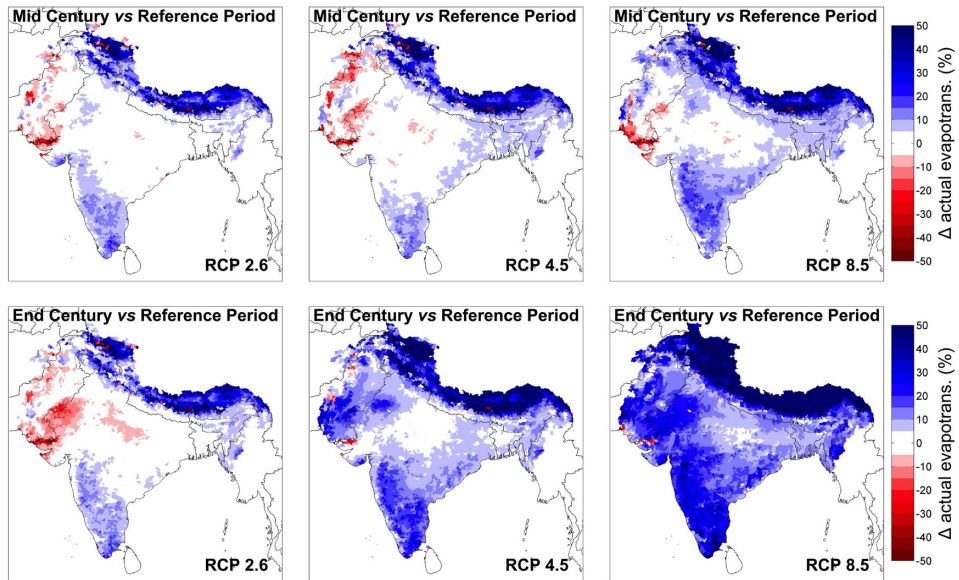 Mid Century vs Reference Period
RCP 2.6
Mid Century vs Reference Period
RCP 4.5
Mid Century vs Reference Period
RCP 8.5
50
40
30
20
10
0
-10
-20
-30
-40
-50
Δ actual evapotrans. (%)
End Century vs Reference Period
RCP 2.6
End Century vs Reference Period
RCP 4.5
End Century vs Reference Period
RCP 8.5
50
40
30
20
10
0
-10
-20
-30
-40
-50
Δ actual evapotrans. (%)